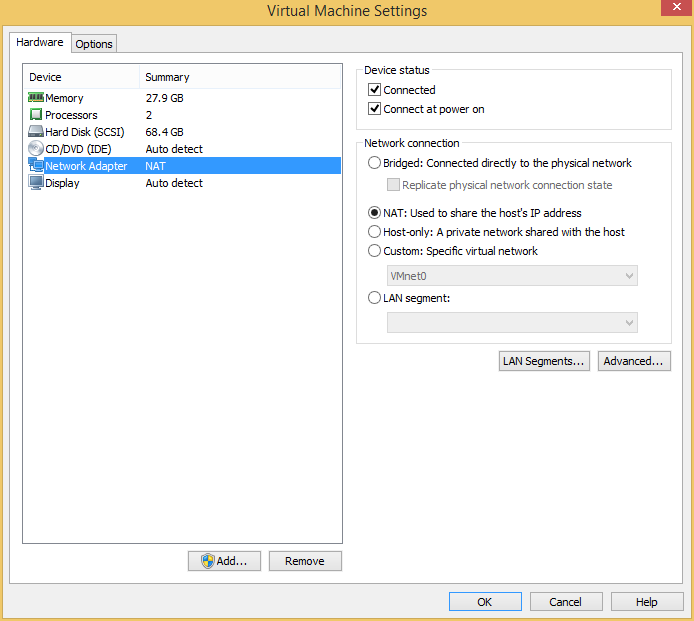 Virtual Machine Settings
Hardware
Options
Device Summary
Memory 27.9 GB
Processors 2
Hard Disk (SCSI) 68.4 GB
CD/DVD (IDE) Auto detect
Network Adapter NAT
Display Auto detect
Add...
Remove
Device status
Connected
Connect at power on
Network connection
Bridged: Connected directly to the physical network
Replicate physical network connection state
NAT: Used to share the host's IP address
Host-only: A private network shared with the host
Custom: Specific virtual network
VMnet0
LAN segment:
LAN Segments...
Advanced...
OK
Cancel
Help